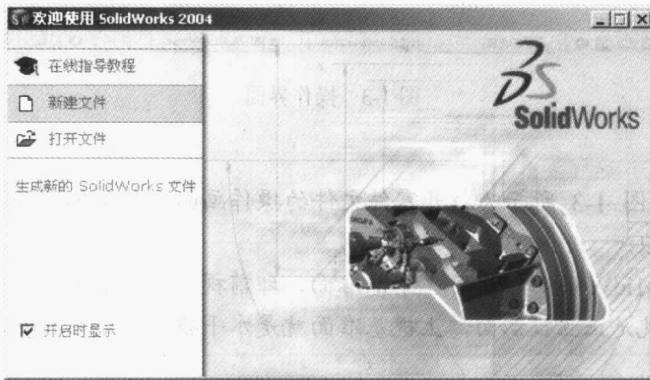 欢迎使用 SolidWorks 2004
在线指导教程
新建文件
打开文件
生成新的 SolidWorks 文件
开启时显示
SolidWorks